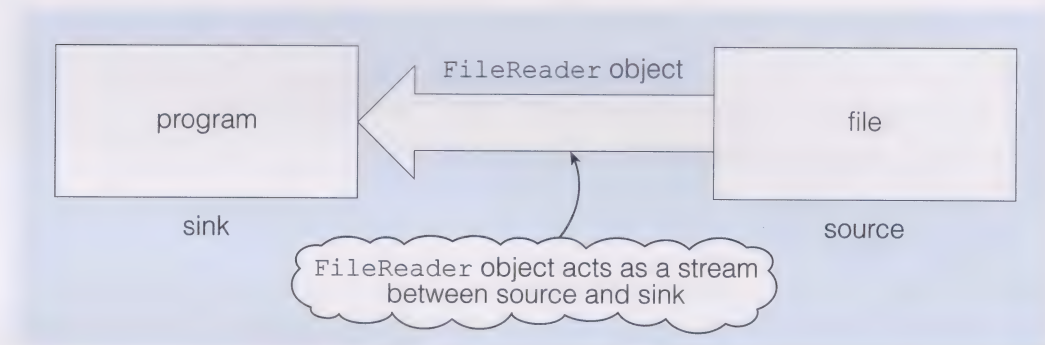 FileReader object
program
file
sink
source
FileReader object acts as a stream
between source and sink